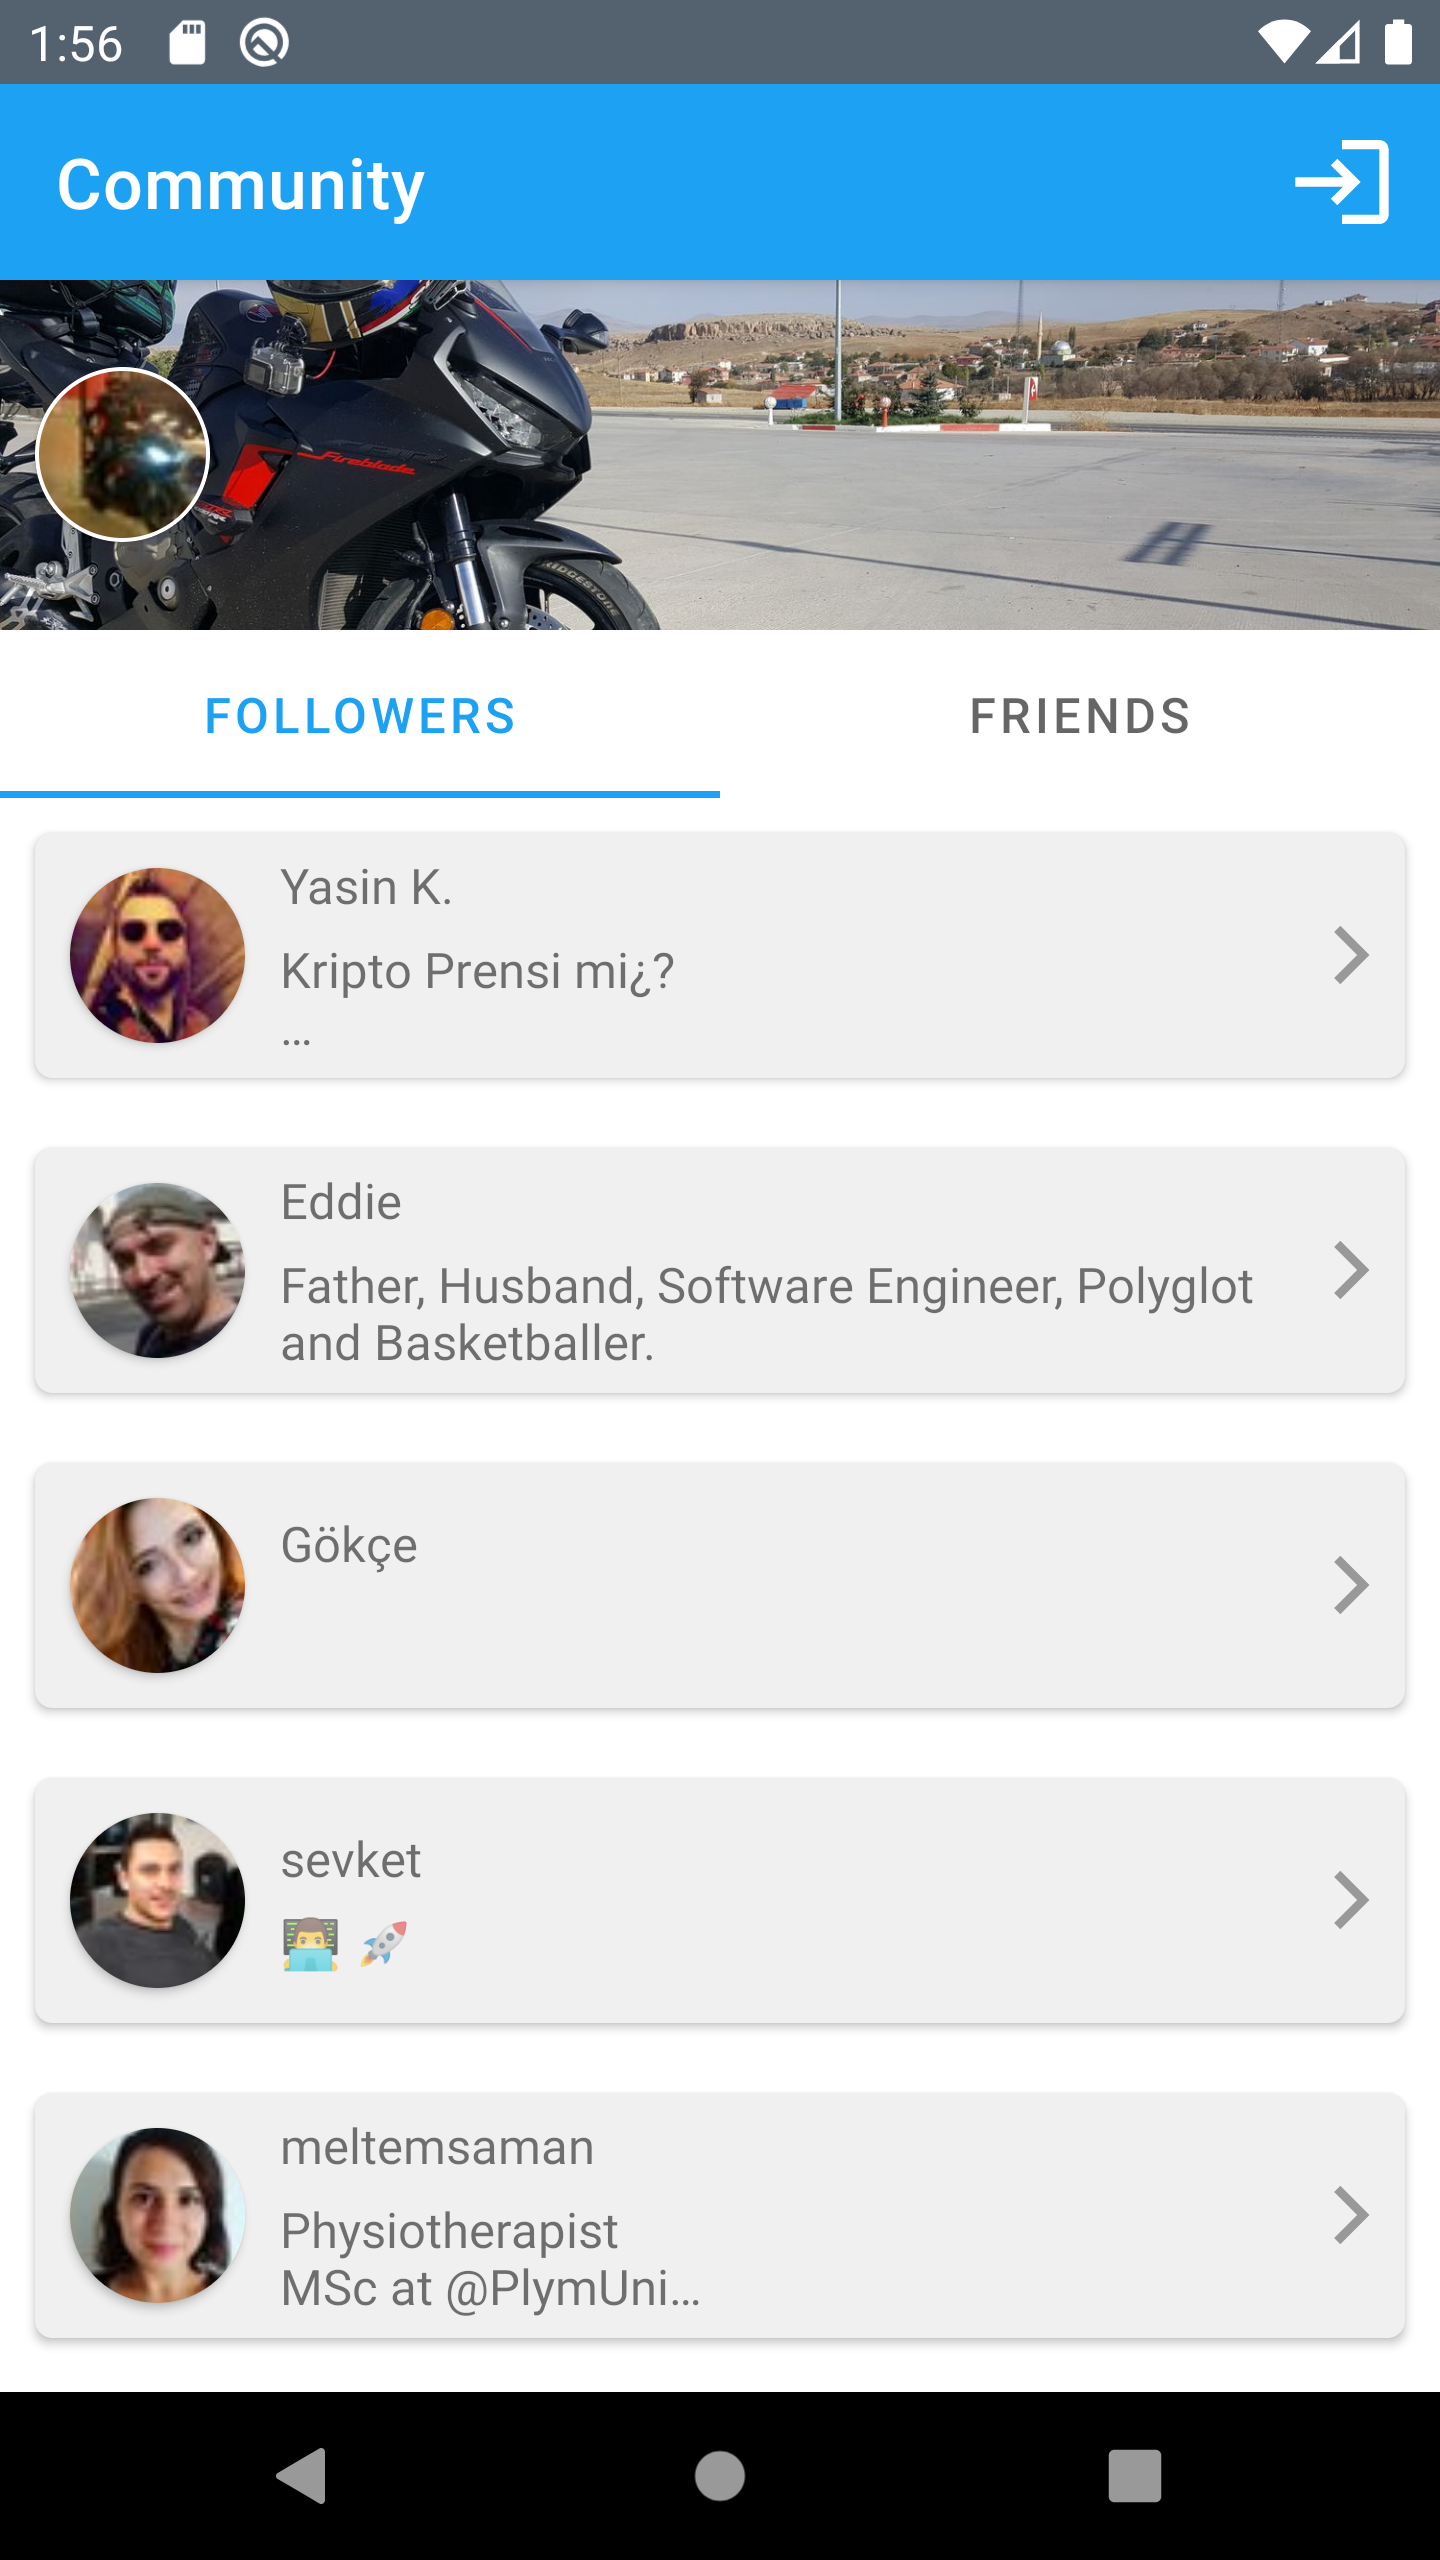 1:56
Community
Fireblade
FOLLOWERS
FRIENDS
Yasin K.
Kripto Prensi mi¿?
…
Eddie
Father, Husband, Software Engineer, Polyglot
and Basketballer.
Gökçe
sevket
👨‍💻 🚀
meltemsaman
Physiotherapist
MSc at @PlymUni…